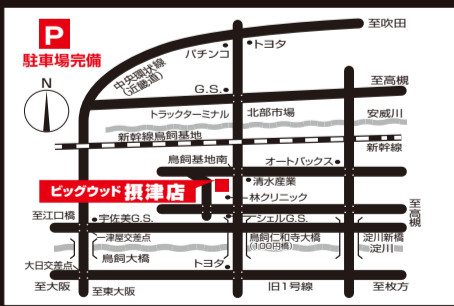 P
駐車場完備
N
至吹田
パチンコ
トヨタ
中央環状線
(近畿道)
G.S.
至高槻
トラックターミナル
北部市場
安威川
新幹線鳥飼基地
新幹線
鳥飼基地南
オートバックス
ビッグウッド 摂津店
清水産業
林クリニック
至江口橋
宇佐美G.S.
シェルG.S.
至高槻
一津屋交差点
鳥飼仁和寺大橋
(100円橋)
淀川新橋
淀川
鳥飼大橋
大日交差点
トヨタ
至大阪
至東大阪
旧1号線
至枚方